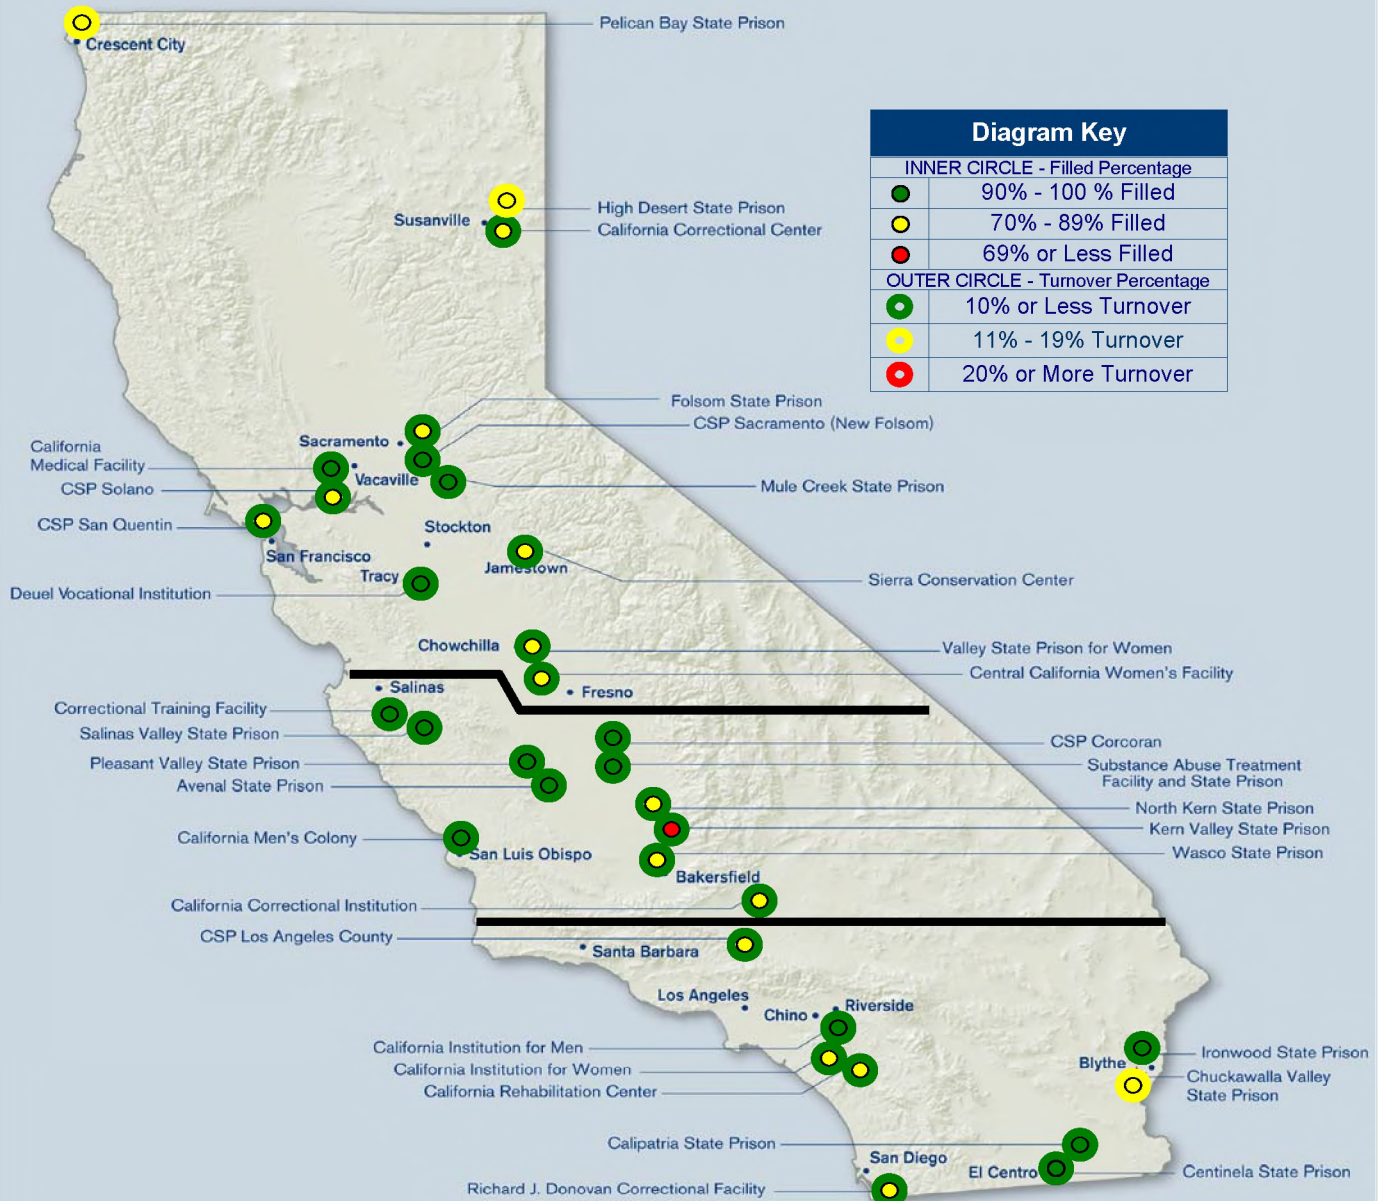 Pelican Bay State Prison
Crescent City
Diagram Key
INNER CIRCLE - Filled Percentage
90% - 100 % Filled
70% - 89% Filled
69% or Less Filled
OUTER CIRCLE - Turnover Percentage
10% or Less Turnover
11% - 19% Turnover
20% or More Turnover
High Desert State Prison
Susanville
California Correctional Center
Folsom State Prison
CSP Sacramento (New Folsom)
Sacramento
California
Medical Facility
Vacaville
Mule Creek State Prison
CSP Solano
CSP San Quentin
Stockton
San Francisco
Jamestown
Tracy
Sierra Conservation Center
Deuel Vocational Institution
Chowchilla
Valley State Prison for Women
Central California Women's Facility
Salinas
Fresno
Correctional Training Facility
Salinas Valley State Prison
CSP Corcoran
Pleasant Valley State Prison
Substance Abuse Treatment
Facility and State Prison
Avenal State Prison
North Kern State Prison
Kern Valley State Prison
California Men's Colony
San Luis Obispo
Wasco State Prison
Bakersfield
California Correctional Institution
CSP Los Angeles County
Santa Barbara
Los Angeles
Riverside
Chino
California Institution for Men
Ironwood State Prison
Blythe
California Institution for Women
Chuckawalla Valley
State Prison
California Rehabilitation Center
Calipatria State Prison
San Diego
El Centro
Centinela State Prison
Richard J. Donovan Correctional Facility